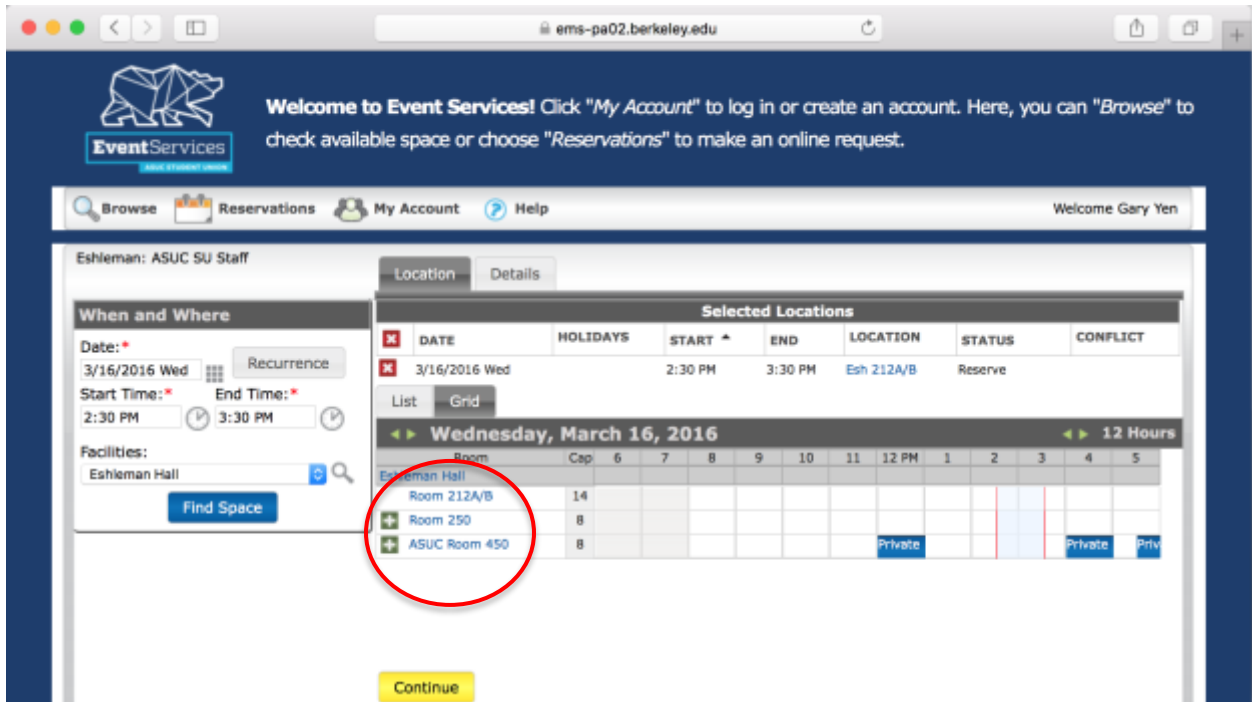 ems-pa02.berkeley.edu
Welcome to Event Services! Click "My Account" to log in or create an account. Here, you can "Browse" to
check available space or choose "Reservations" to make an online request.
EventServices
ASUC STUDENT UNION
Browse Reservations My Account Help Welcome Gary Yen
Eshleman: ASUC SU Staff
Location Details
When and Where
Selected Locations
DATE HOLIDAYS START END LOCATION STATUS CONFLICT
3/16/2016 Wed 2:30 PM 3:30 PM Esh 212A/B Reserve
Date:*
3/16/2016 Wed Recurrence
Start Time:* End Time:*
2:30 PM 3:30 PM
Facilities:
Eshleman Hall
Find Space
List Grid
Wednesday, March 16, 2016 12 Hours
Room Cap 6 7 8 9 10 11 12 PM 1 2 3 4 5
Eshleman Hall
Room 212A/B 14
Room 250 8
ASUC Room 450 8 Private Private Priv
Continue